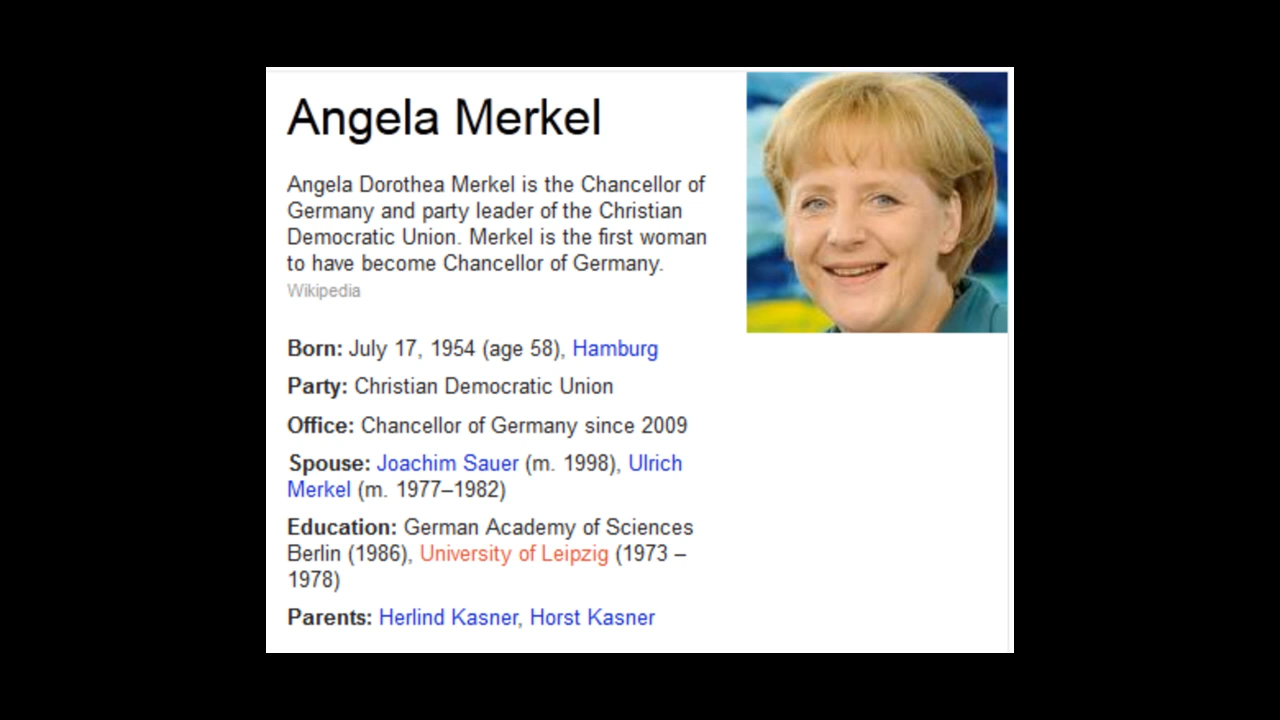 Angela Merkel
Angela Dorothea Merkel is the Chancellor of
Germany and party leader of the Christian
Democratic Union. Merkel is the first woman
to have become Chancellor of Germany.
Wikipedia
Born: July 17, 1954 (age 58), Hamburg
Party: Christian Democratic Union
Office: Chancellor of Germany since 2009
Spouse: Joachim Sauer (m. 1998), Ulrich
Merkel (m. 1977–1982)
Education: German Academy of Sciences
Berlin (1986), University of Leipzig (1973 –
1978)
Parents: Herlind Kasner, Horst Kasner